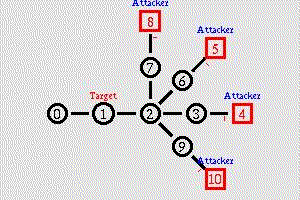 Attacker
8
Attacker
5
7
6
Target
Attacker
0 1 2 3 4
9
Attacker
10